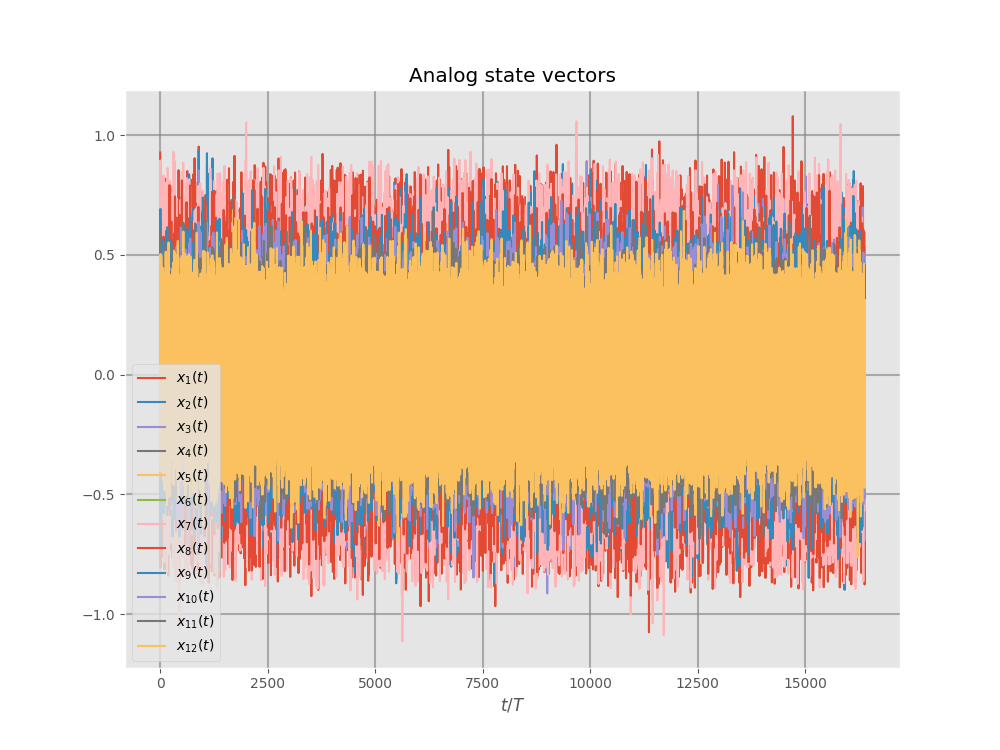 Analog state vectors
1.0
0.5
0.0
−0.5
−1.0
x₁(t)
x₂(t)
x₃(t)
x₄(t)
x₅(t)
x₆(t)
x₇(t)
x₈(t)
x₉(t)
x₁₀(t)
x₁₁(t)
x₁₂(t)
0 2500 5000 7500 10000 12500 15000
t/T